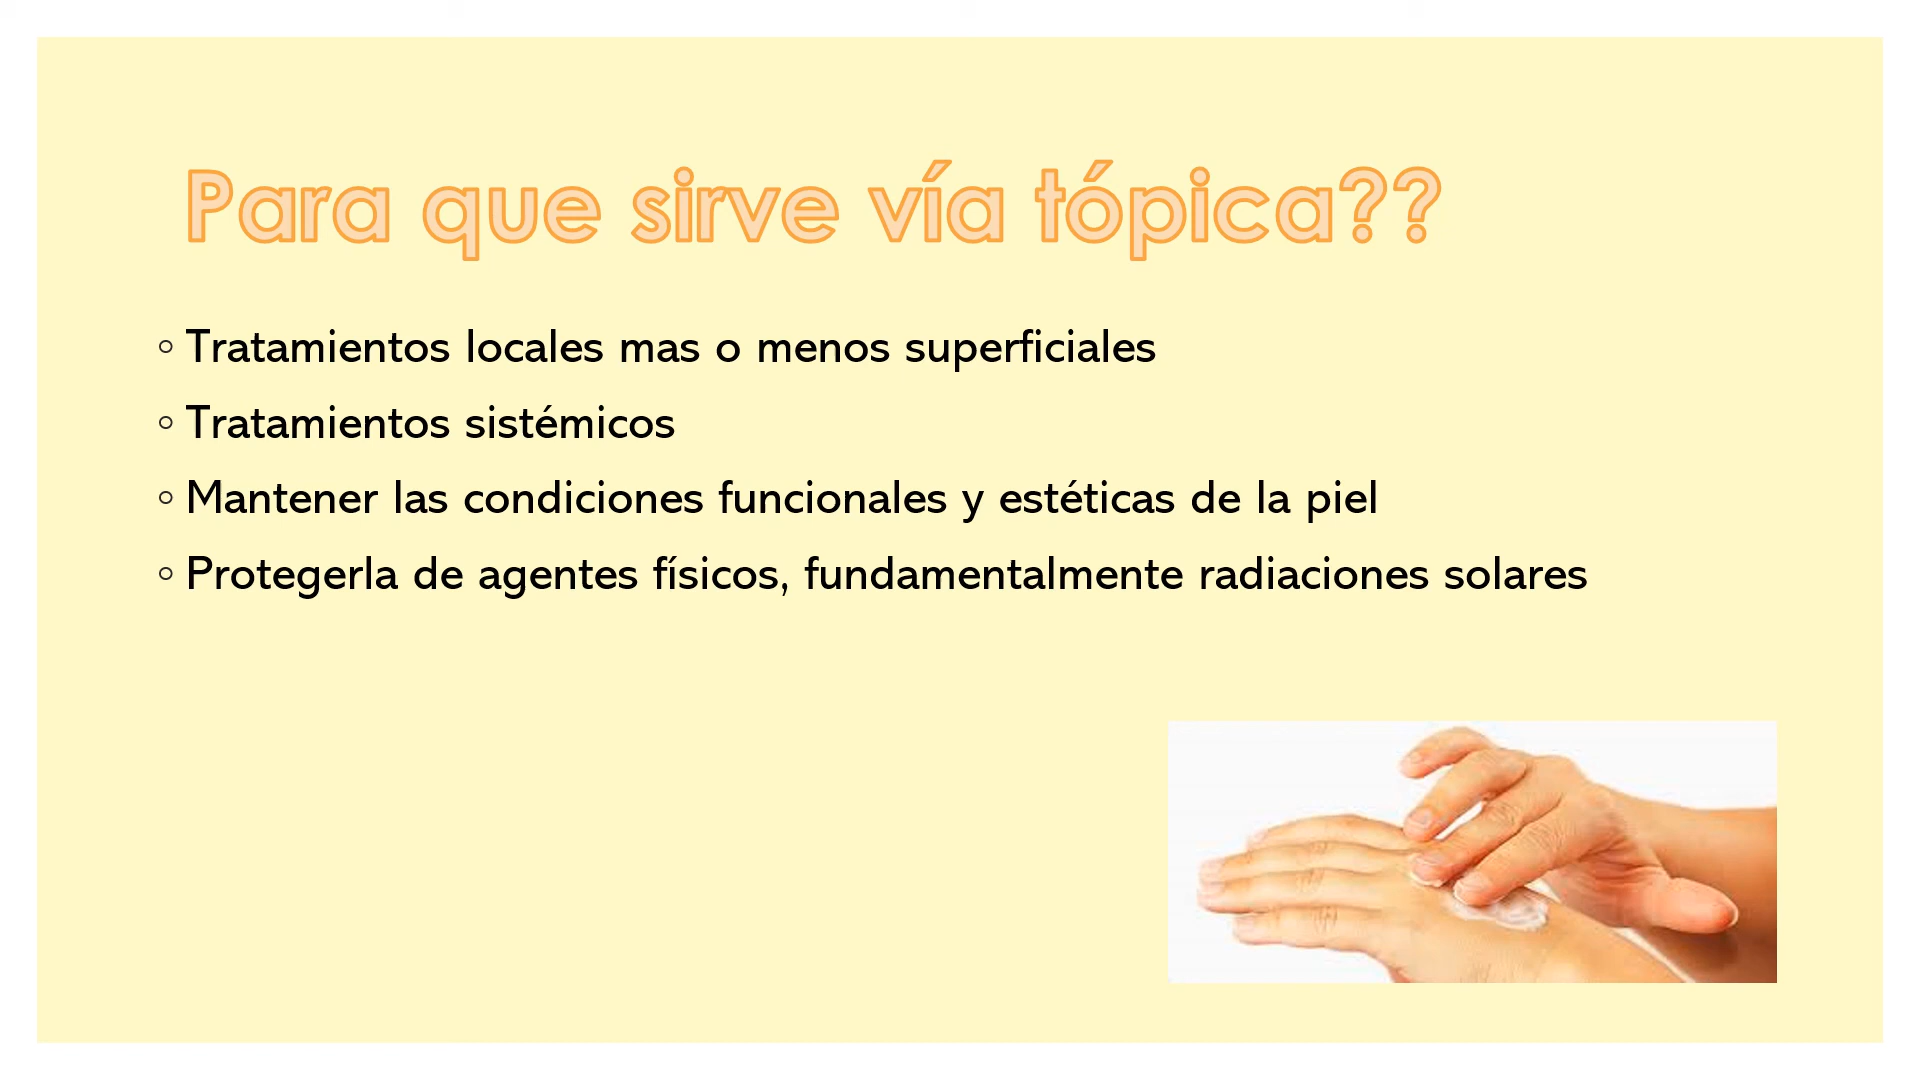 Para que sirve vía tópica??
◦ Tratamientos locales mas o menos superficiales
◦ Tratamientos sistémicos
◦ Mantener las condiciones funcionales y estéticas de la piel
◦ Protegerla de agentes físicos, fundamentalmente radiaciones solares